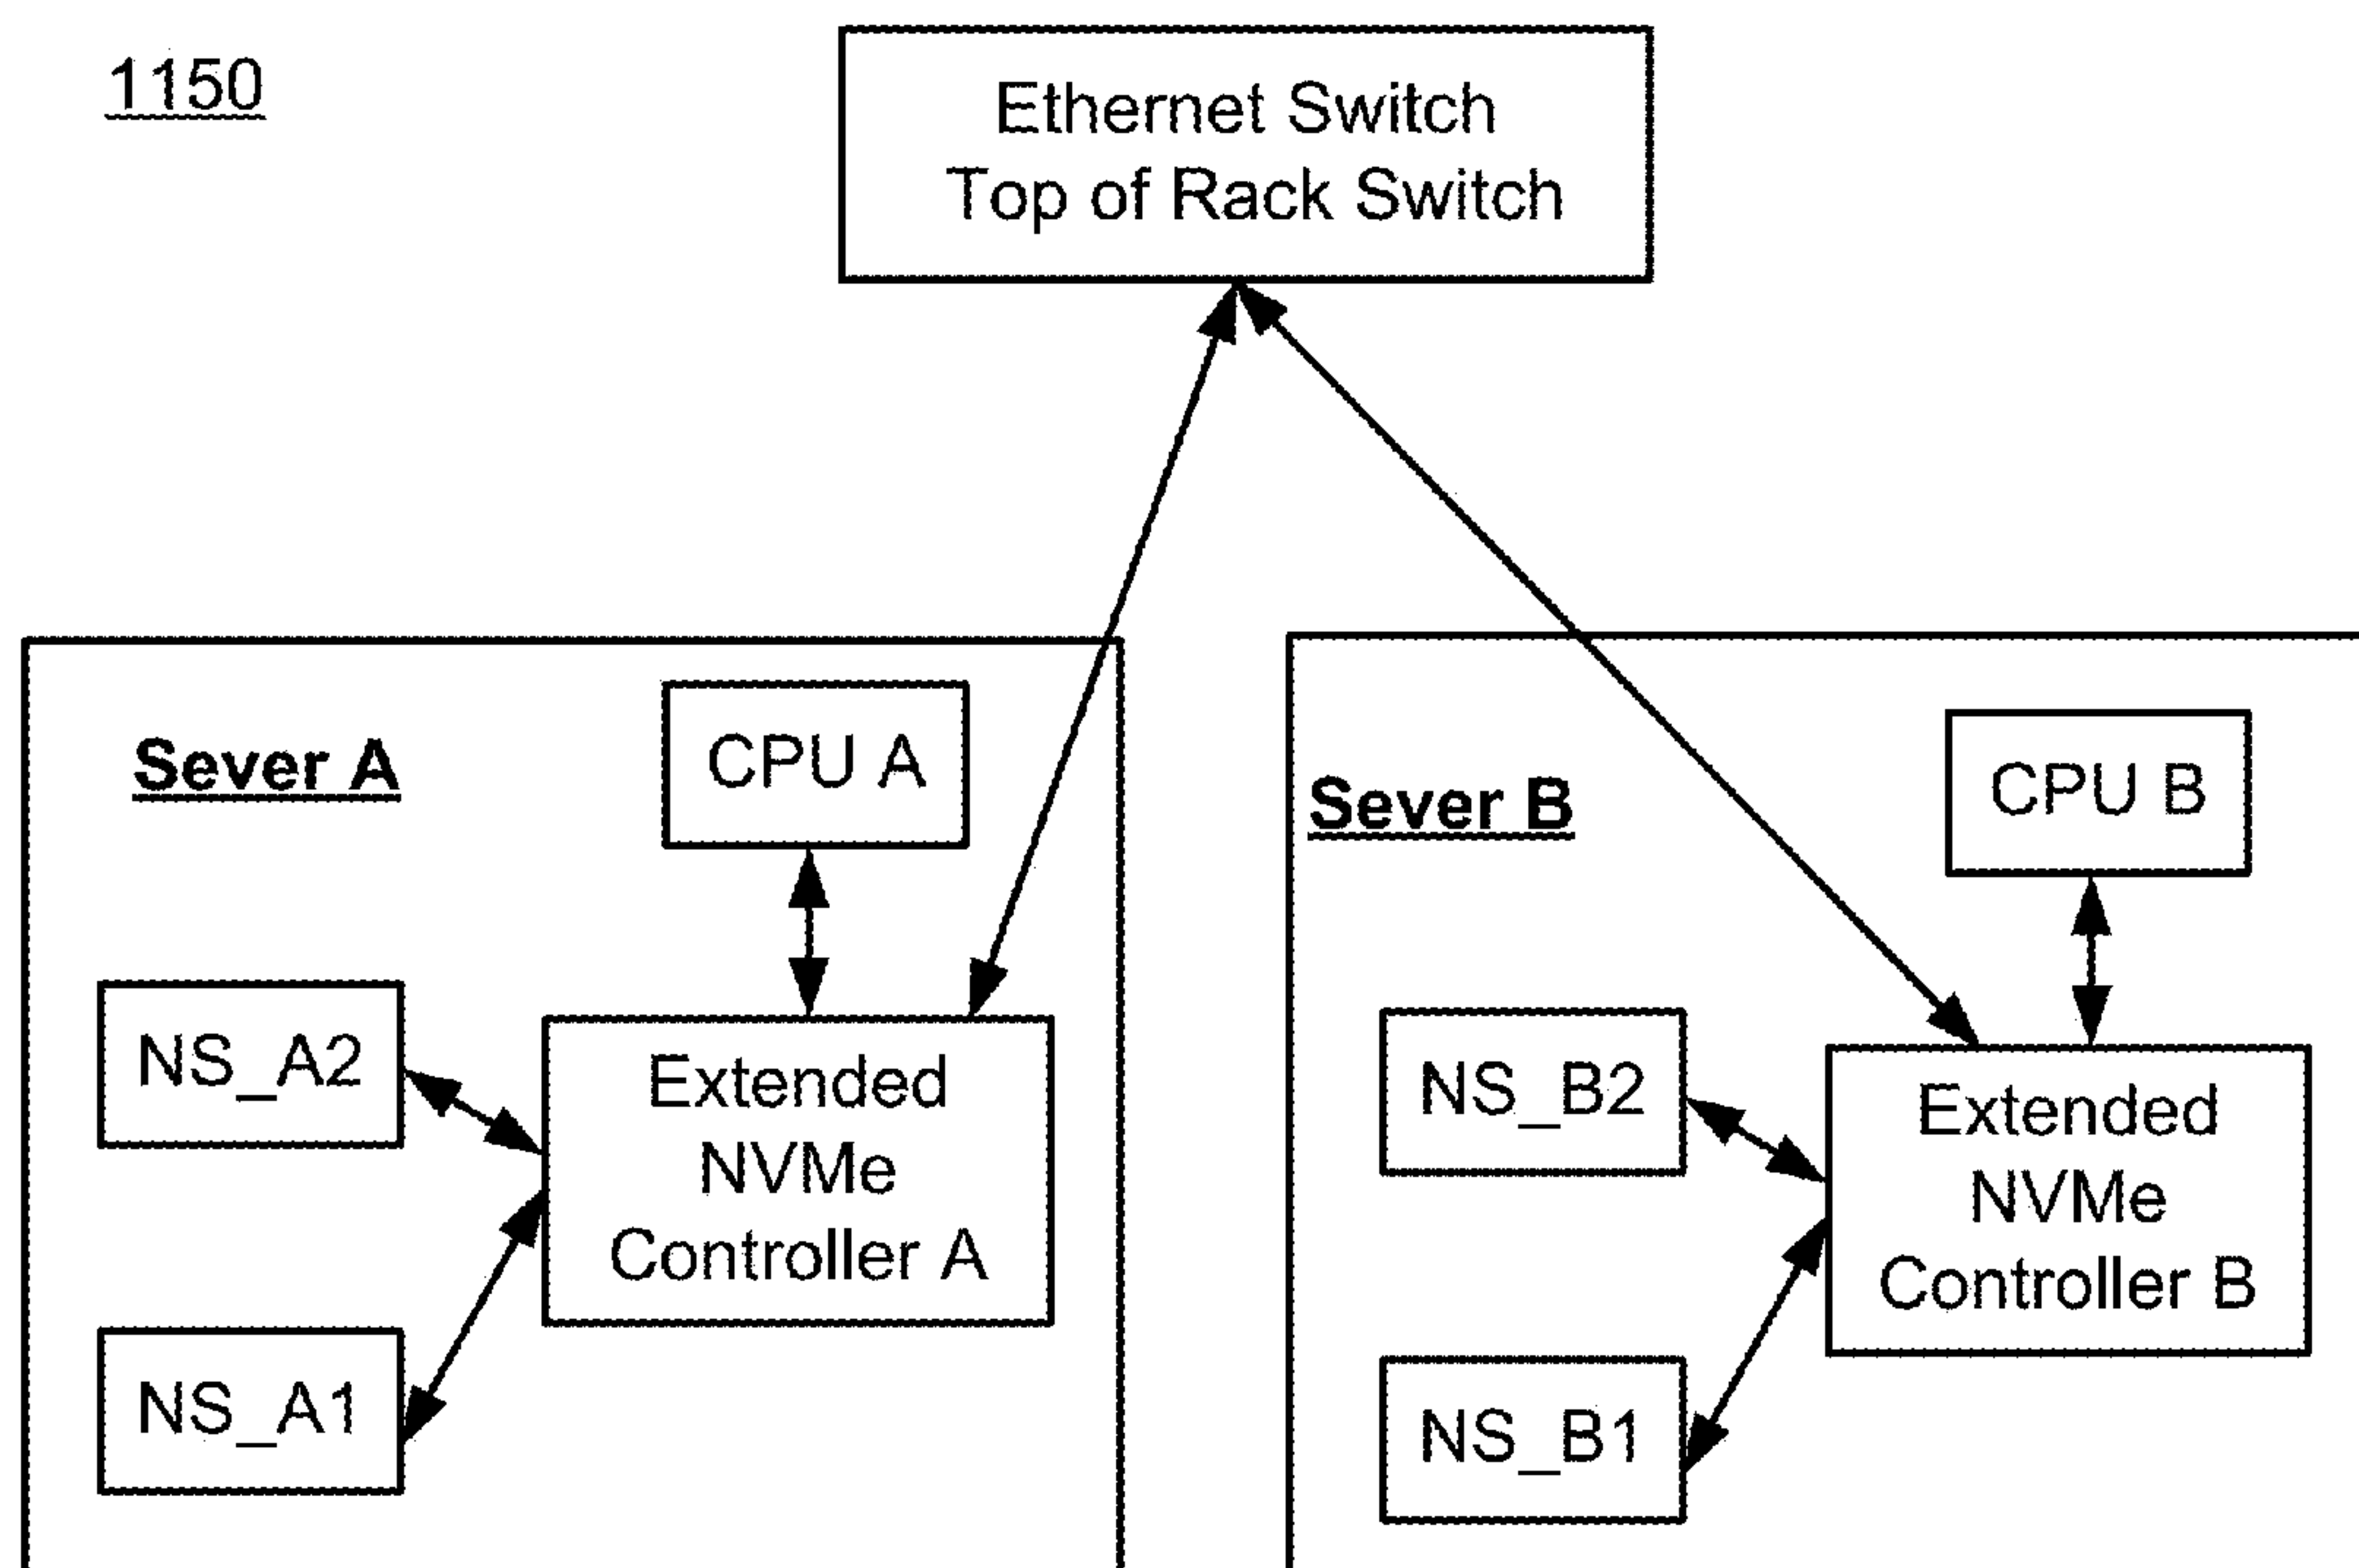 1150
Ethernet Switch
Top of Rack Switch
Sever A
CPU A
NS_A2
Extended
NVMe
Controller A
NS_A1
Sever B
CPU B
NS_B2
Extended
NVMe
Controller B
NS_B1